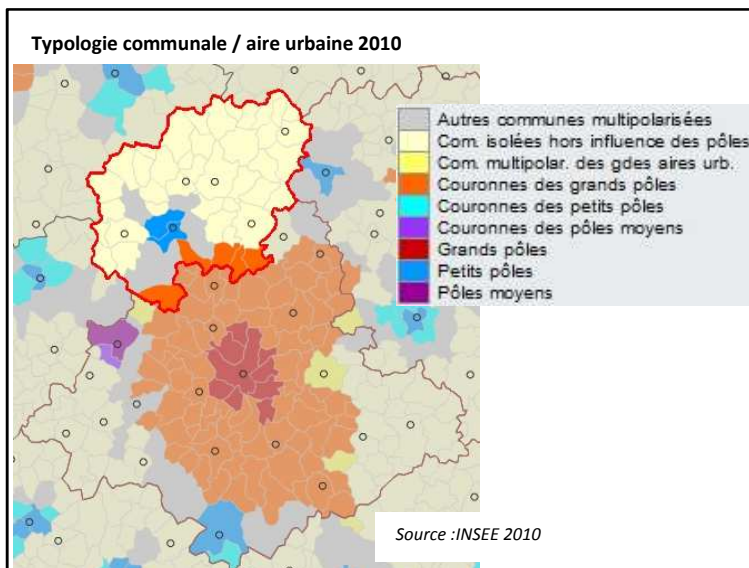 Typologie communale / aire urbaine 2010
Autres communes multipolarisées
Com. isolées hors influence des pôles
Com. multipolar. des gdes aires urb.
Couronnes des grands pôles
Couronnes des petits pôles
Couronnes des pôles moyens
Grands pôles
Petits pôles
Pôles moyens
Source :INSEE 2010